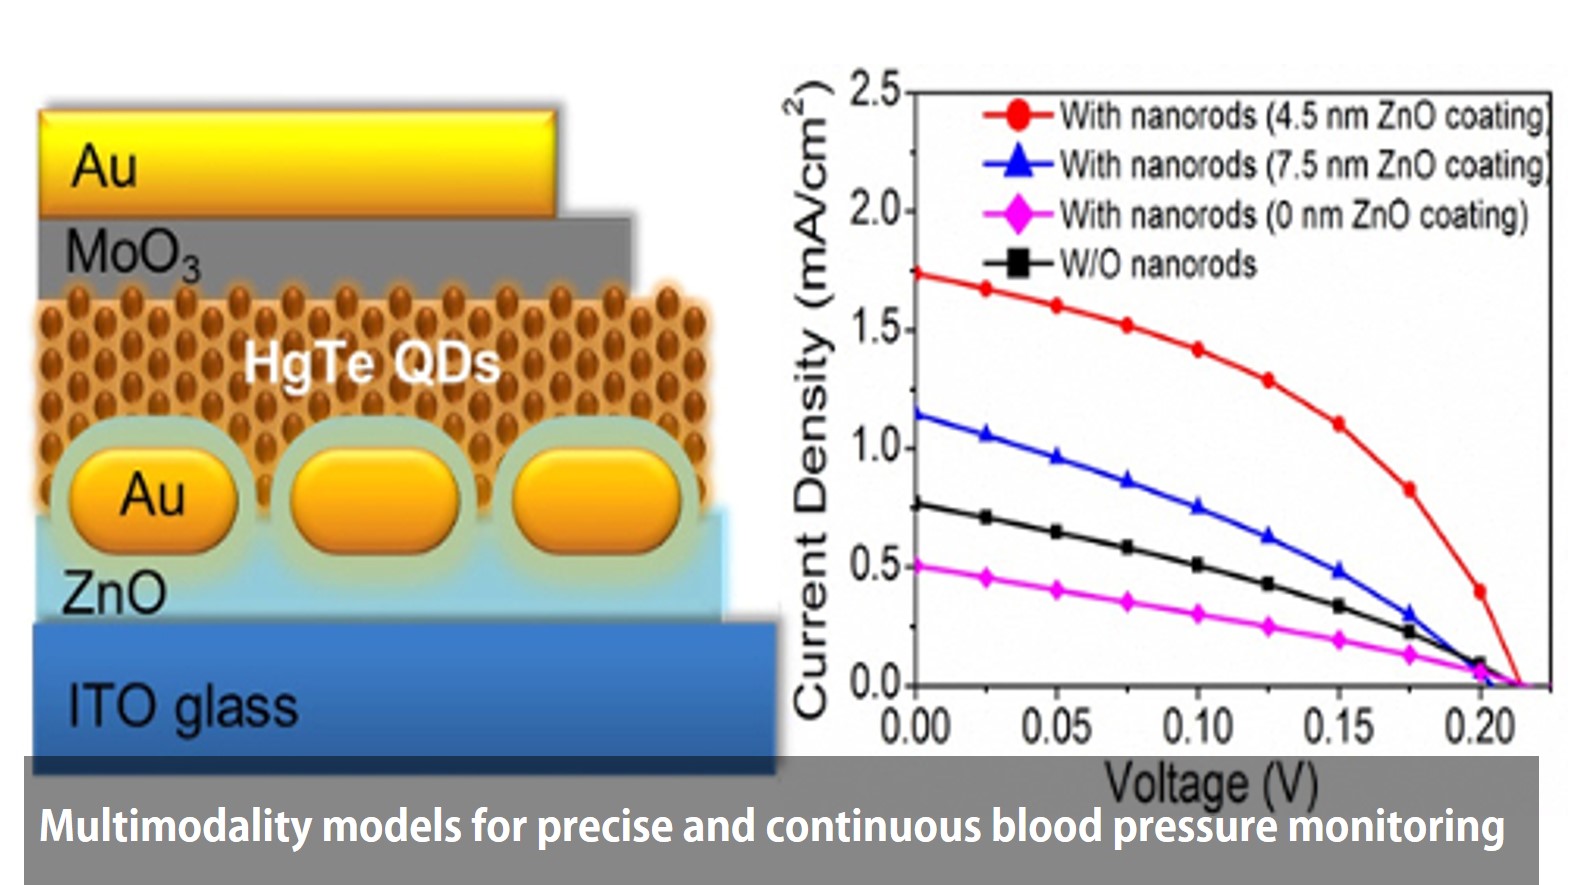 Au
MoO₃
HgTe QDs
Au
ZnO
ITO glass
Current Density (mA/cm²)
2.5
2.0
1.5
1.0
0.5
0.0
With nanorods (4.5 nm ZnO coating)
With nanorods (7.5 nm ZnO coating)
With nanorods (0 nm ZnO coating)
W/O nanorods
0.00 0.05 0.10 0.15 0.20
Voltage (V)
Multimodality models for precise and continuous blood pressure monitoring